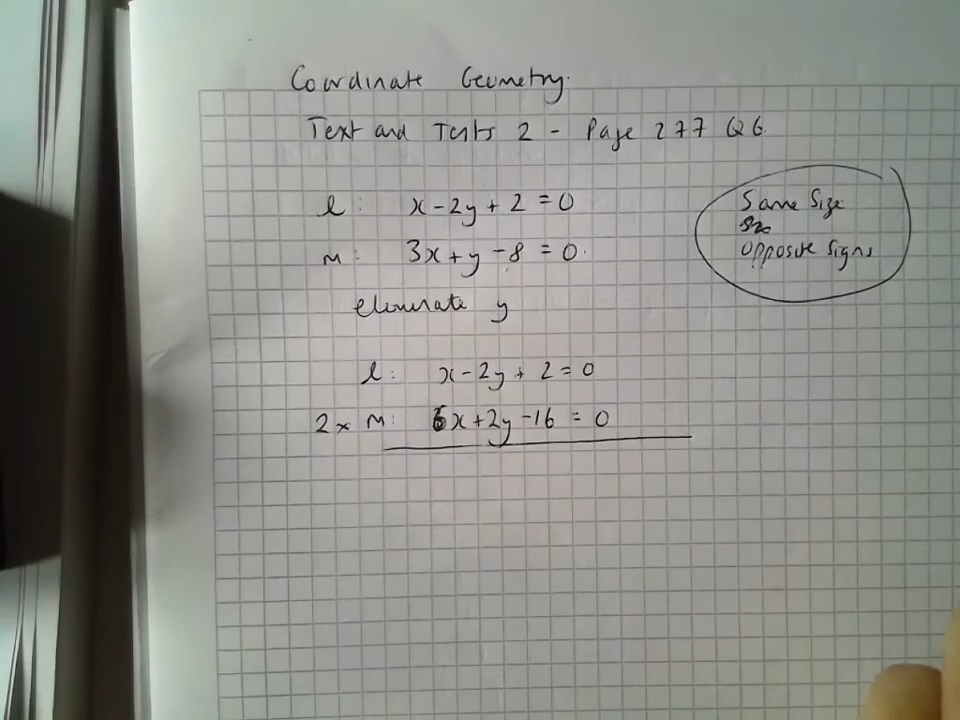 Coordinate Geometry.
Text and Tests 2 - Page 277 Q6
l: x-2y+2=0
m: 3x+y-8=0.
eliminate y
l: x-2y+2=0
2x m: 6x+2y-16=0
Same Size
opposite signs